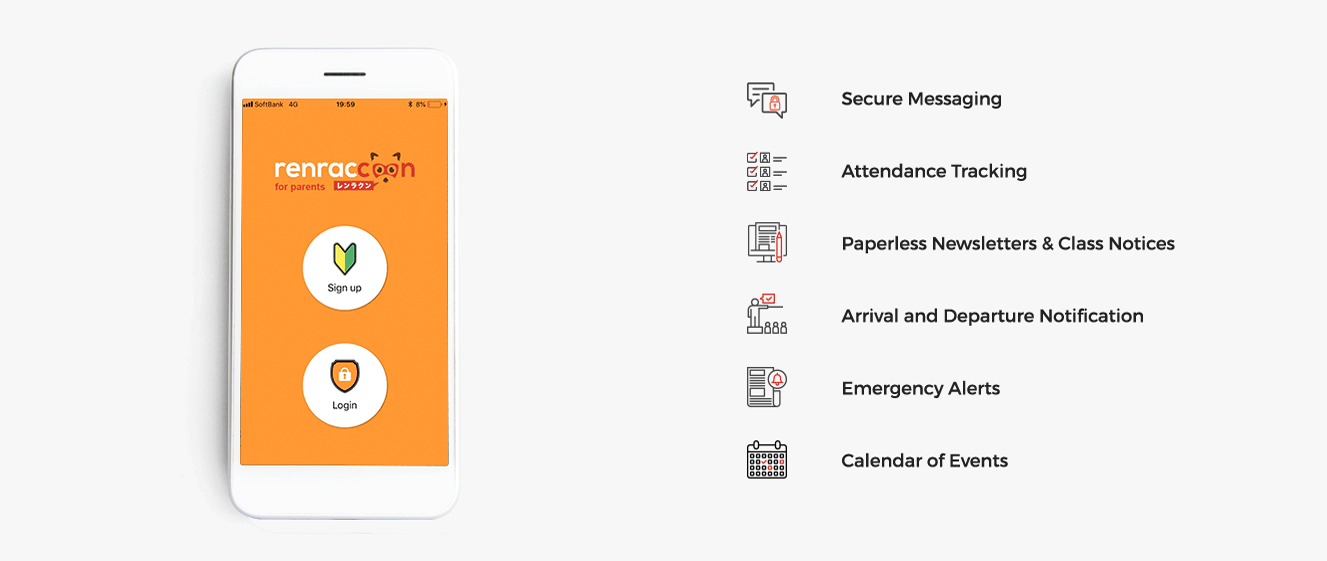 SoftBank 4G 19:59 8%
renraccoon
for parents レンラクン
Sign up
Login
Secure Messaging
Attendance Tracking
Paperless Newsletters & Class Notices
Arrival and Departure Notification
Emergency Alerts
Calendar of Events